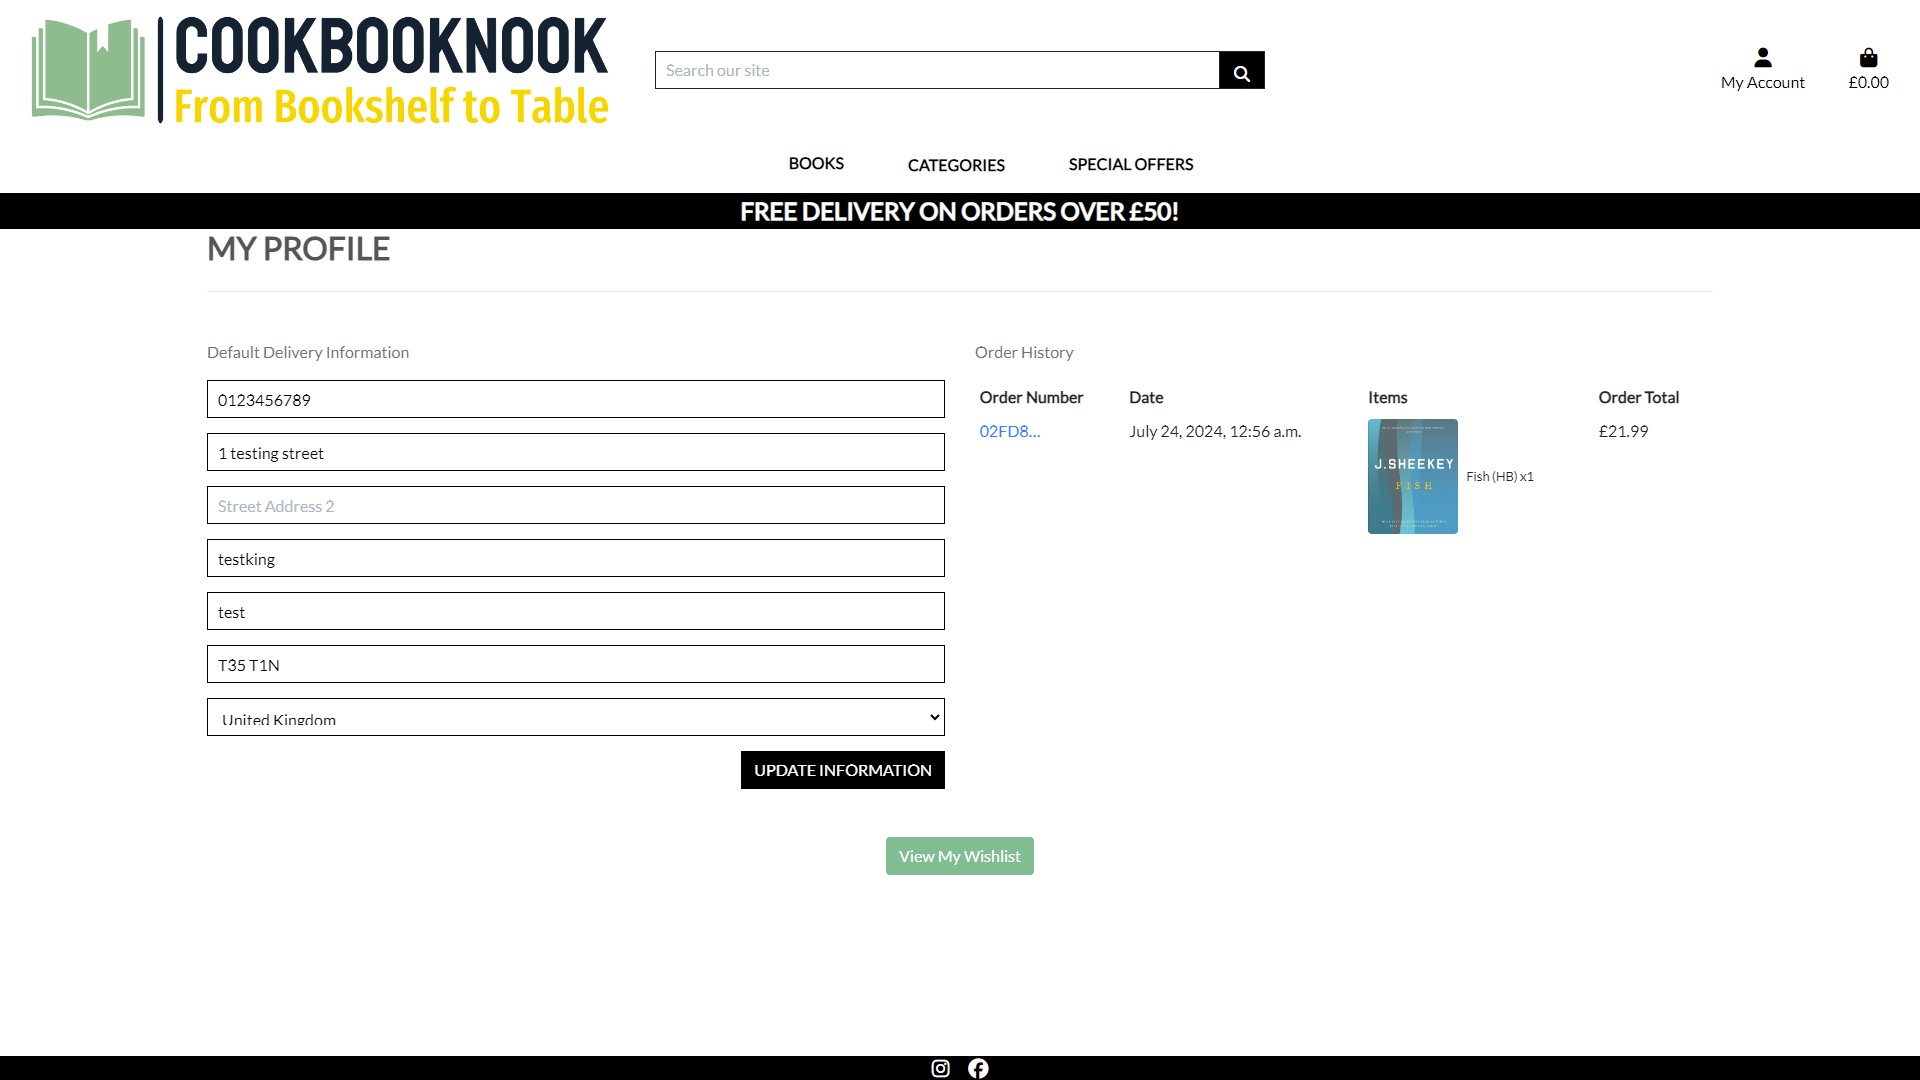 COOKBOOKNOOK
From Bookshelf to Table
Search our site
My Account
£0.00
BOOKS
CATEGORIES
SPECIAL OFFERS
FREE DELIVERY ON ORDERS OVER £50!
MY PROFILE
Default Delivery Information
0123456789
1 testing street
Street Address 2
testking
test
T35 T1N
United Kingdom
UPDATE INFORMATION
Order History
Order Number Date Items Order Total
02FD8... July 24, 2024, 12:56 a.m. £21.99
J.SHEEKEY
FISH
Fish (HB) x1
View My Wishlist